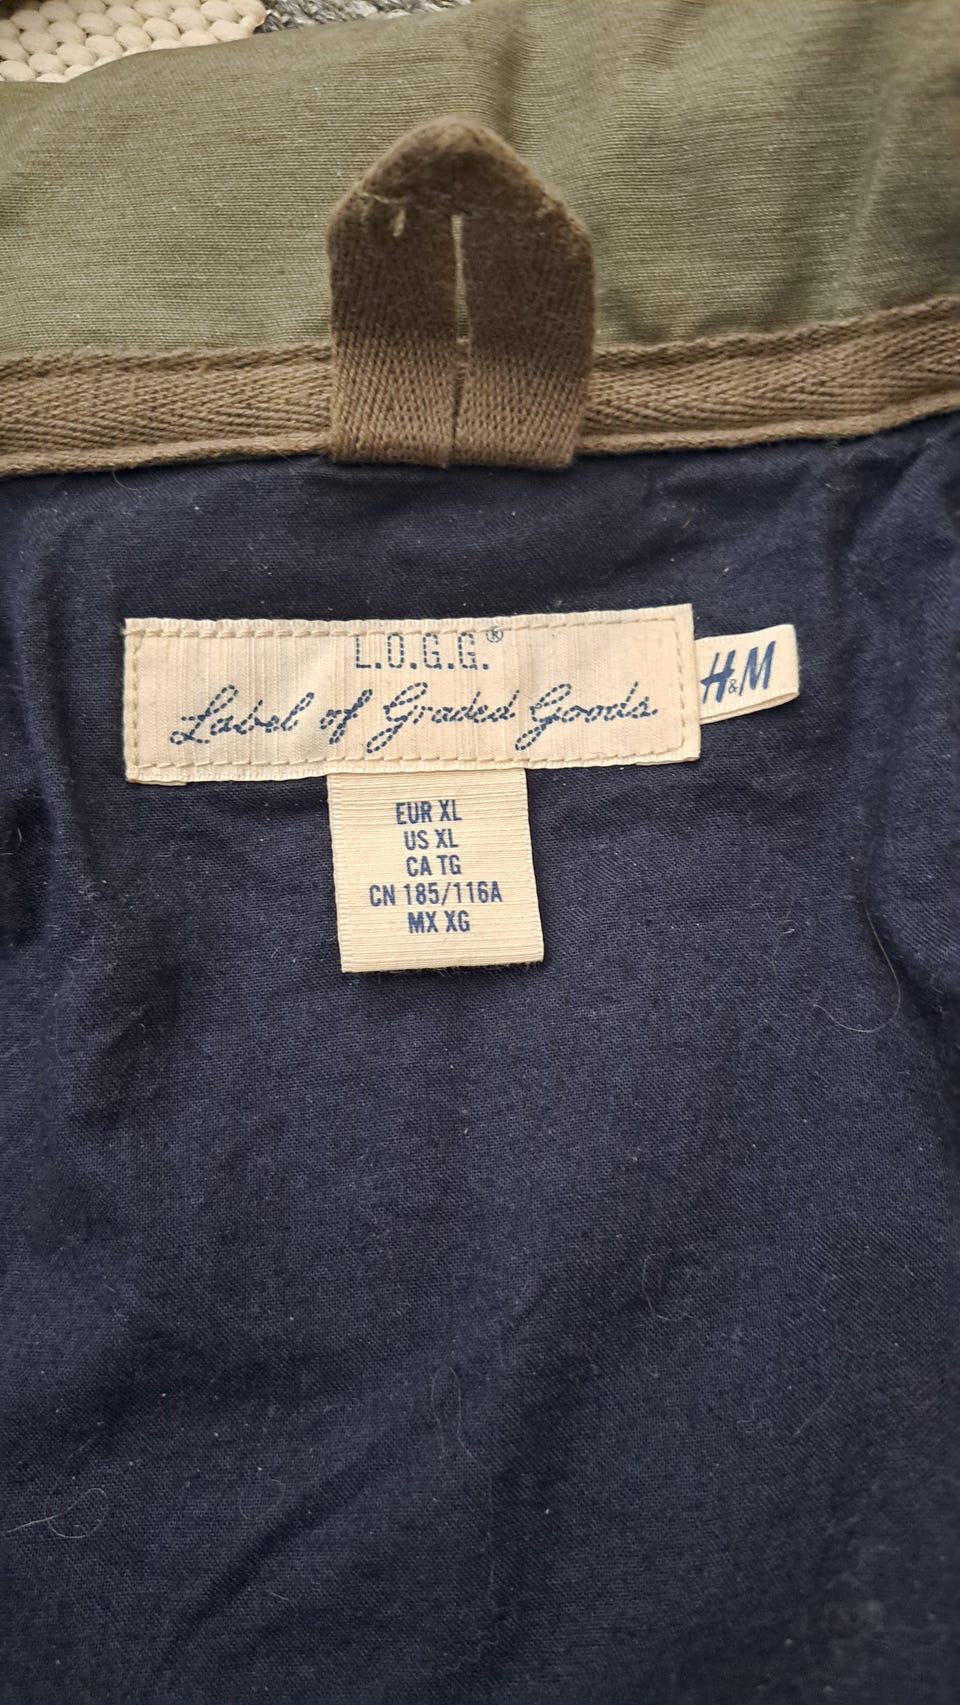 L.O.G.G.®
Label of Graded Goods
H&M
EUR XL
US XL
CA TG
CN 185/116A
MX XG